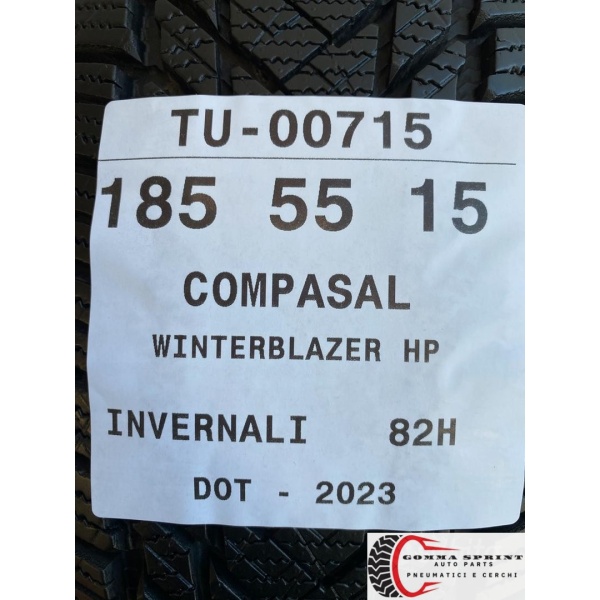 TU-00715
185 55 15
COMPASAL
WINTERBLAZER HP
INVERNALI 82H
DOT - 2023
GOMMA SPRINT
AUTO PARTS
PNEUMATICI E CERCHI